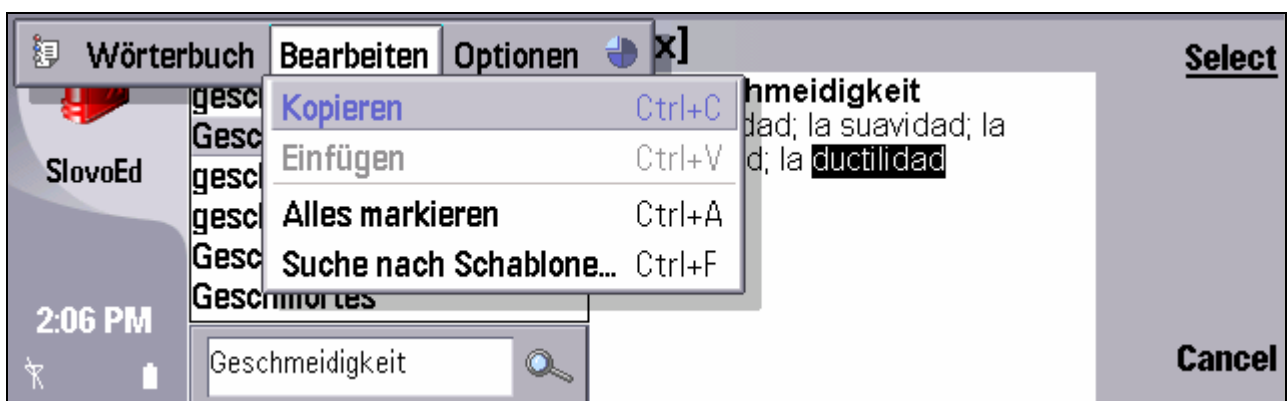 Wörterbuch Bearbeiten Optionen x]
Kopieren Ctrl+C
Einfügen Ctrl+V
Alles markieren Ctrl+A
Suche nach Schablone... Ctrl+F
SlovoEd
2:06 PM
Geschmortes
Geschmeidigkeit
hmeidigkeit
dad; la suavidad; la
d; la ductilidad
Select
Cancel